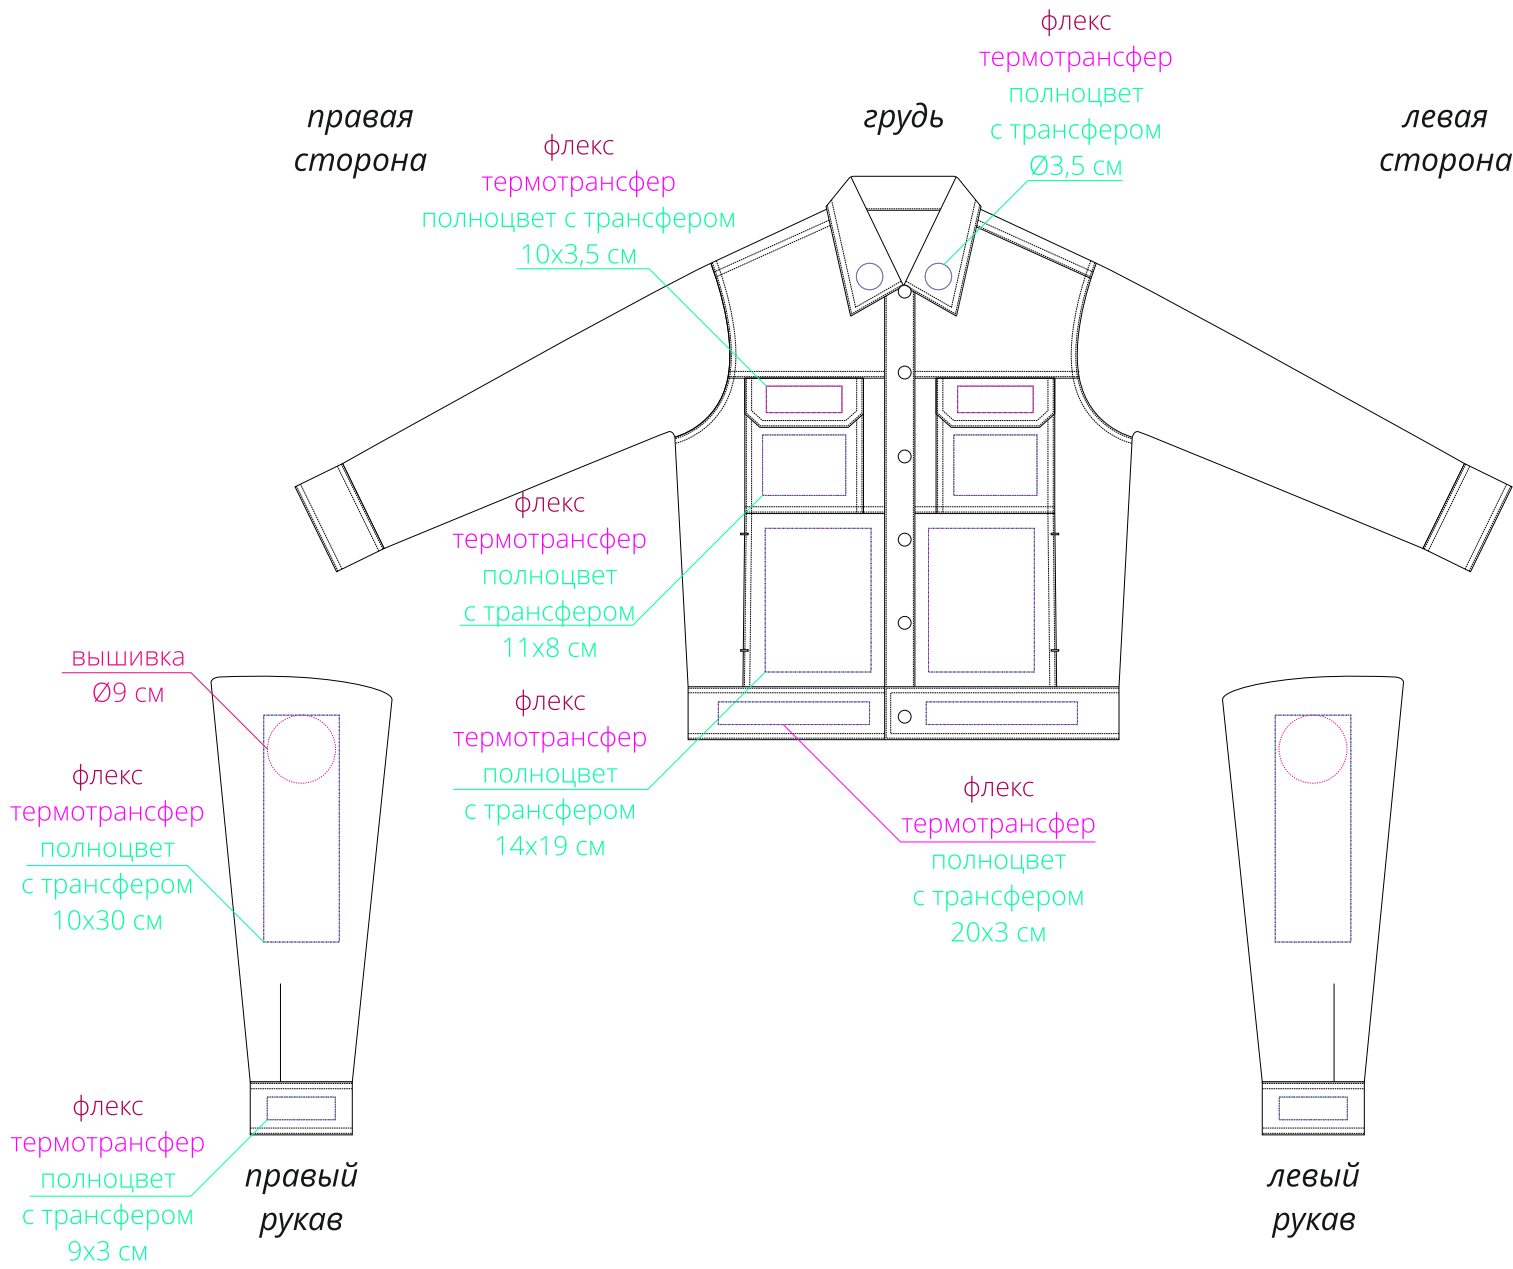 флекс
термотрансфер
полноцвет
с трансфером
Ø3,5 см
правая
сторона
грудь
левая
сторона
флекс
термотрансфер
полноцвет с трансфером
10х3,5 см
флекс
термотрансфер
полноцвет
с трансфером
11х8 см
вышивка
Ø9 см
флекс
термотрансфер
полноцвет
с трансфером
14х19 см
флекс
термотрансфер
полноцвет
с трансфером
10х30 см
флекс
термотрансфер
полноцвет
с трансфером
20х3 см
флекс
термотрансфер
полноцвет
с трансфером
9х3 см
правый
рукав
левый
рукав